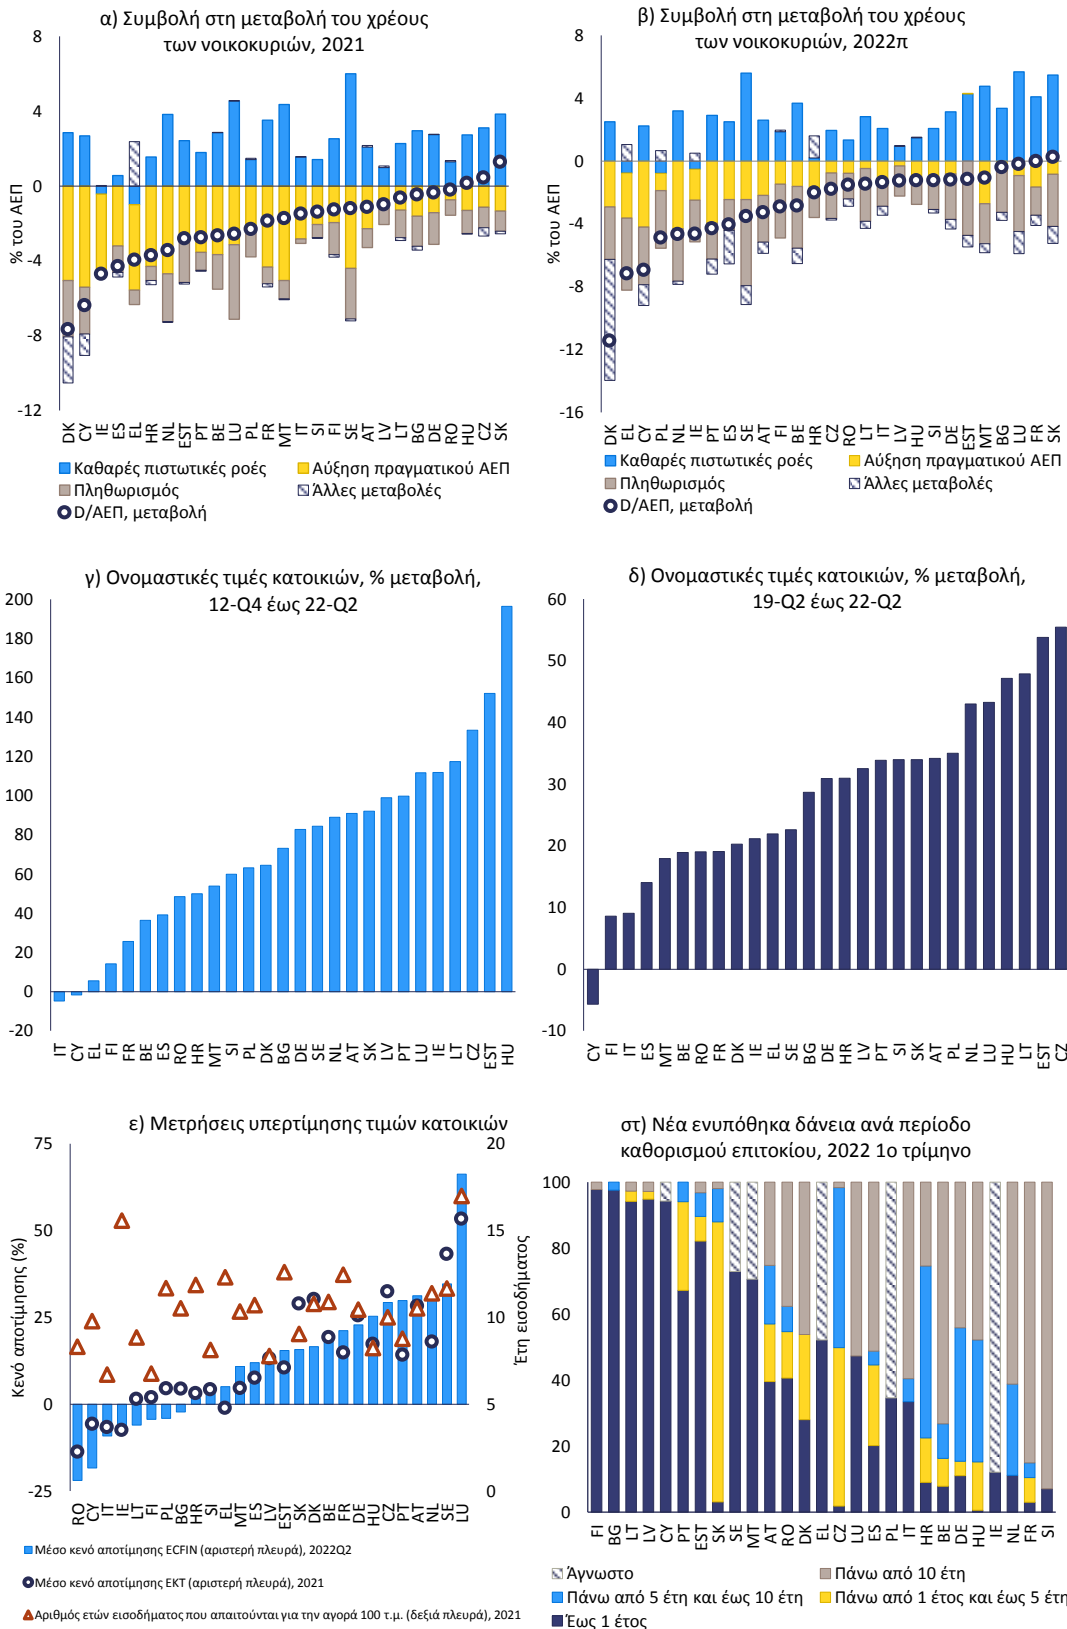 α) Συμβολή στη μεταβολή του χρέους
των νοικοκυριών, 2021
% του ΑΕΠ
8
4
0
-4
-8
-12
DK CY IE ES EL HR NL EST PT BE LU PL FR MT IT SI FI SE AT LV LT BG DE RO HU CZ SK
Καθαρές πιστωτικές ροές
Αύξηση πραγματικού ΑΕΠ
Πληθωρισμός
Άλλες μεταβολές
D/ΑΕΠ, μεταβολή
β) Συμβολή στη μεταβολή του χρέους
των νοικοκυριών, 2022π
% του ΑΕΠ
8
4
0
-4
-8
-12
-16
DK EL CY PL NL IE PT ES SE AT FI BE HR CZ RO LT IT LV HU SI DE EST MT BG LU FR SK
Καθαρές πιστωτικές ροές
Αύξηση πραγματικού ΑΕΠ
Πληθωρισμός
Άλλες μεταβολές
D/ΑΕΠ, μεταβολή
γ) Ονομαστικές τιμές κατοικιών, % μεταβολή,
12-Q4 έως 22-Q2
200
180
160
140
120
100
80
60
40
20
0
-20
IT CY EL FI FR BE ES RO HR MT SI PL DK BG DE SE NL AT SK LV PT LU IE LT CZ EST HU
δ) Ονομαστικές τιμές κατοικιών, % μεταβολή,
19-Q2 έως 22-Q2
60
50
40
30
20
10
0
-10
CY FI IT ES MT BE RO FR DK IE EL SE BG DE HR LV PT SI SK AT PL NL LU HU LT EST CZ
ε) Μετρήσεις υπερτίμησης τιμών κατοικιών
Κενό αποτίμησης (%)
75
50
25
0
-25
20
15
10
5
0
Έτη εισοδήματος
RO CY IT IE LT FI PL BG HR SI EL MT ES LV EST SK DK BE FR DE HU CZ PT AT NL SE LU
Μέσο κενό αποτίμησης ECFIN (αριστερή πλευρά), 2022Q2
Μέσο κενό αποτίμησης ΕΚΤ (αριστερή πλευρά), 2021
Αριθμός ετών εισοδήματος που απαιτούνται για την αγορά 100 τ.μ. (δεξιά πλευρά), 2021
στ) Νέα ενυπόθηκα δάνεια ανά περίοδο
καθορισμού επιτοκίου, 2022 1ο τρίμηνο
100
80
60
40
20
0
FI BG LT LV CY PT EST SK SE MT AT RO DK EL CZ LU ES PL IT HR BE DE HU IE NL FR SI
Άγνωστο
Πάνω από 10 έτη
Πάνω από 5 έτη και έως 10 έτη
Πάνω από 1 έτος και έως 5 έτη
Έως 1 έτος